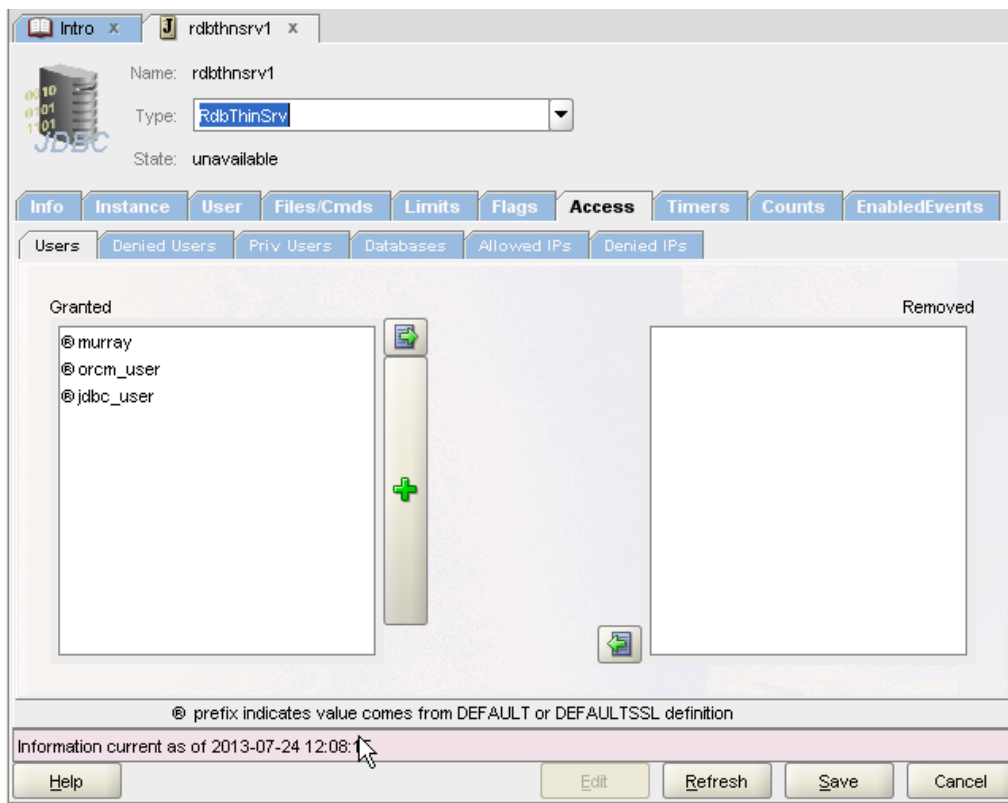 Intro x rdbthnsrv1 x
Name: rdbthnsrv1
Type: RdbThinSrv
State: unavailable
0010
0101
1101
JDBC
Info Instance User Files/Cmds Limits Flags Access Timers Counts EnabledEvents
Users Denied Users Priv Users Databases Allowed IPs Denied IPs
Granted Removed
® murray
® orcm_user
® jdbc_user
® prefix indicates value comes from DEFAULT or DEFAULTSSL definition
Information current as of 2013-07-24 12:08:
Help Edit Refresh Save Cancel